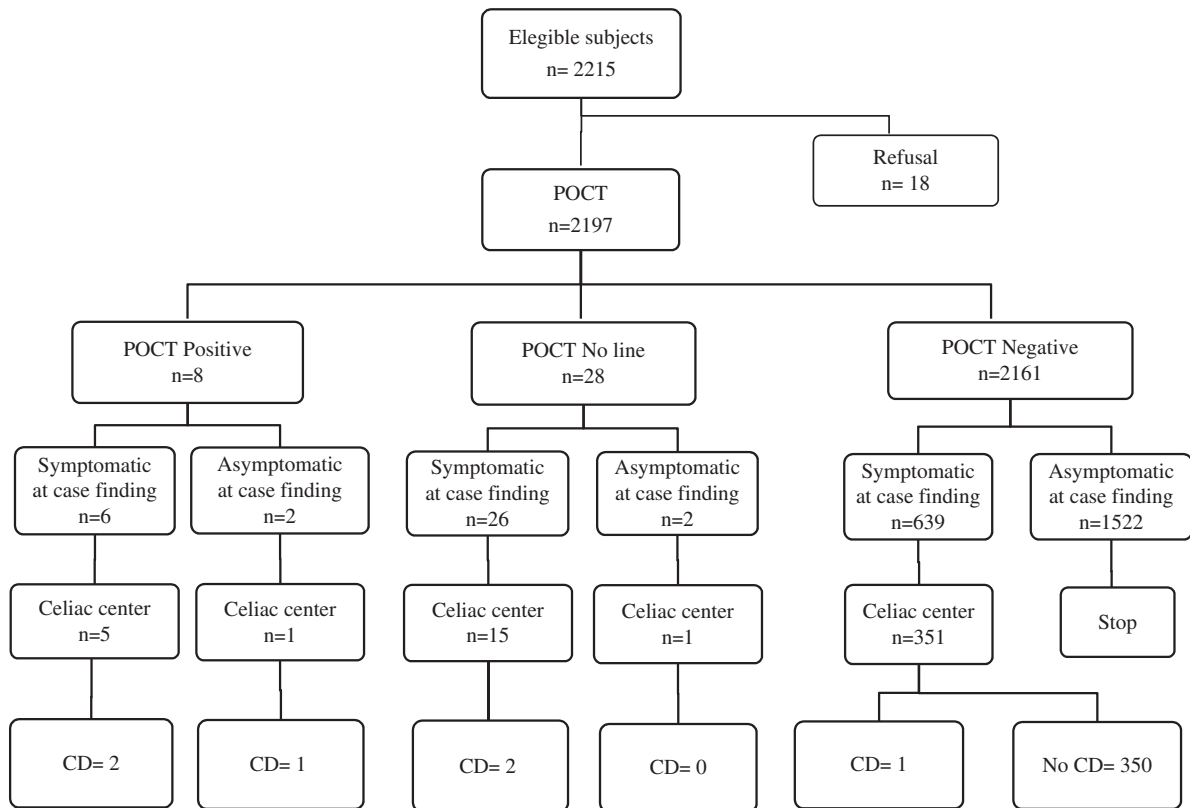 Elegible subjects
n= 2215
Refusal
n= 18
POCT
n=2197
POCT Positive
n=8
POCT No line
n=28
POCT Negative
n=2161
Symptomatic
at case finding
n=6
Asymptomatic
at case finding
n=2
Symptomatic
at case finding
n=26
Asymptomatic
at case finding
n=2
Symptomatic
at case finding
n=639
Asymptomatic
at case finding
n=1522
Celiac center
n=5
Celiac center
n=1
Celiac center
n=15
Celiac center
n=1
Celiac center
n=351
Stop
CD= 2
CD= 1
CD= 2
CD= 0
CD= 1
No CD= 350